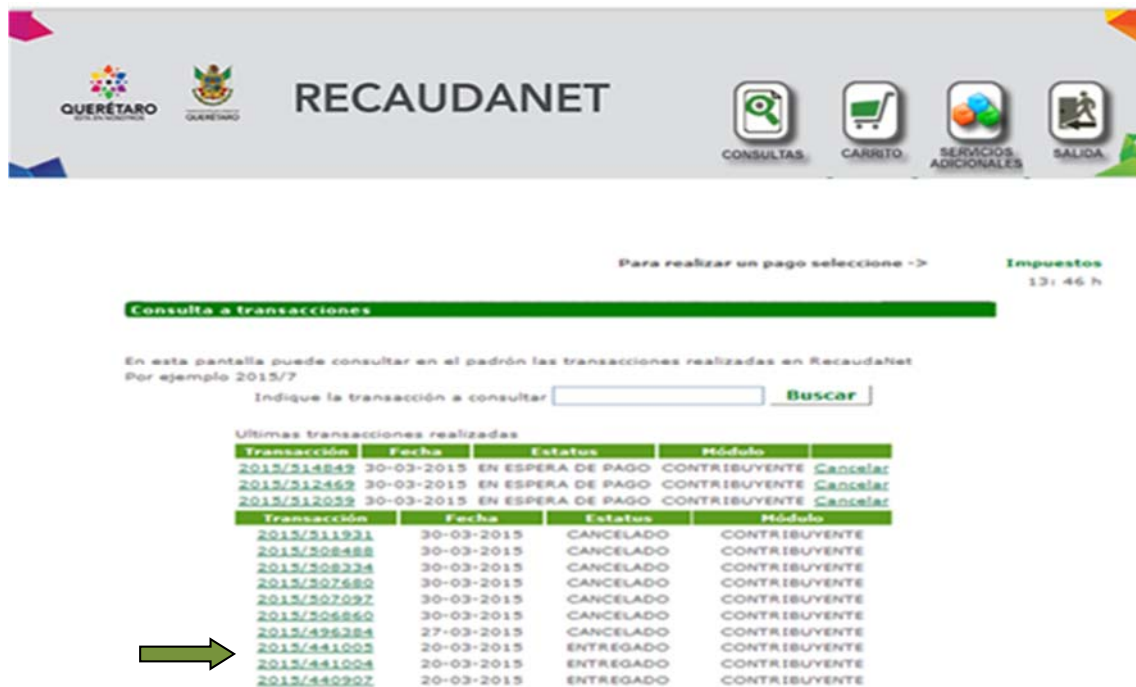 QUERÉTARO
QUERÉTARO
RECAUDANET
CONSULTAS
CARRITO
SERVICIOS ADICIONALES
SALIDA
Para realizar un pago seleccione -> Impuestos
13: 46 h
Consulta a transacciones
En esta pantalla puede consultar en el padrón las transacciones realizadas en RecaudaNet
Por ejemplo 2015/7
Indique la transacción a consultar Buscar
Ultimas transacciones realizadas
Transacción Fecha Estatus Módulo
2015/514849 30-03-2015 EN ESPERA DE PAGO CONTRIBUYENTE Cancelar
2015/512469 30-03-2015 EN ESPERA DE PAGO CONTRIBUYENTE Cancelar
2015/512059 30-03-2015 EN ESPERA DE PAGO CONTRIBUYENTE Cancelar
Transacción Fecha Estatus Módulo
2015/511931 30-03-2015 CANCELADO CONTRIBUYENTE
2015/508488 30-03-2015 CANCELADO CONTRIBUYENTE
2015/508334 30-03-2015 CANCELADO CONTRIBUYENTE
2015/507680 30-03-2015 CANCELADO CONTRIBUYENTE
2015/507097 30-03-2015 CANCELADO CONTRIBUYENTE
2015/506860 30-03-2015 CANCELADO CONTRIBUYENTE
2015/496384 27-03-2015 CANCELADO CONTRIBUYENTE
2015/441005 20-03-2015 ENTREGADO CONTRIBUYENTE
2015/441004 20-03-2015 ENTREGADO CONTRIBUYENTE
2015/440907 20-03-2015 ENTREGADO CONTRIBUYENTE